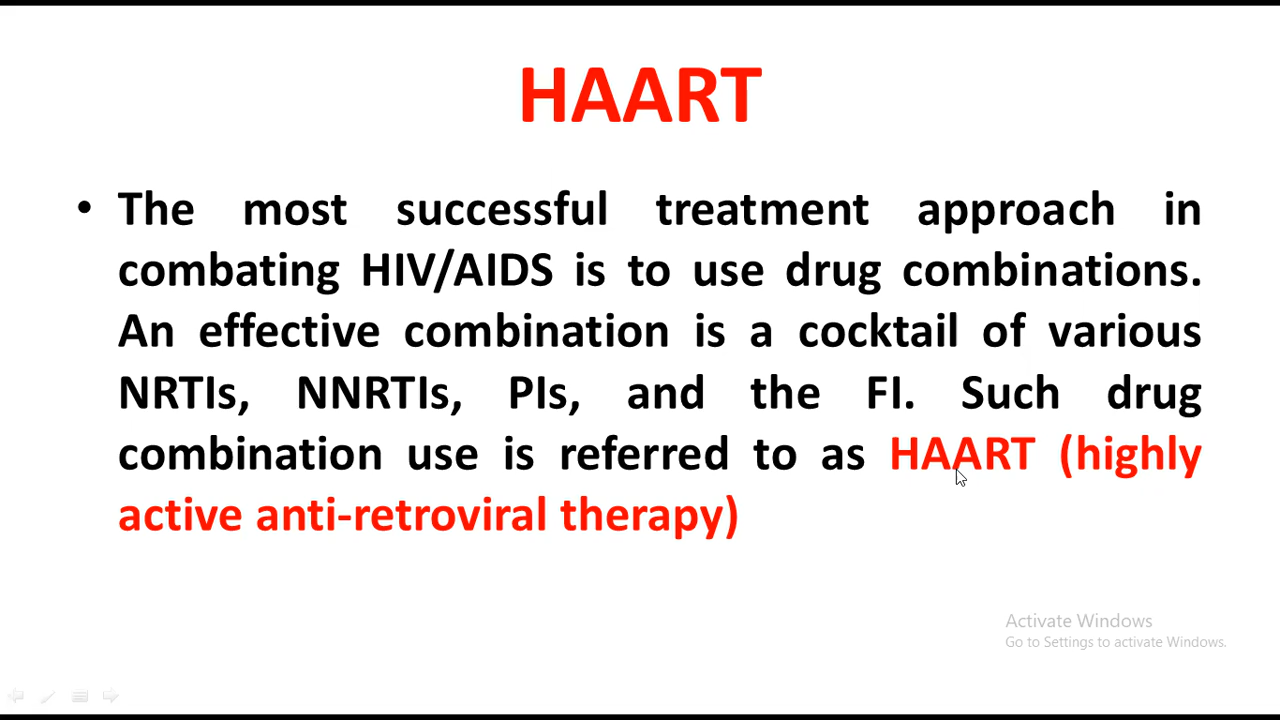 HAART
• The most successful treatment approach in
combating HIV/AIDS is to use drug combinations.
An effective combination is a cocktail of various
NRTIs, NNRTIs, PIs, and the FI. Such drug
combination use is referred to as HAART (highly
active anti-retroviral therapy)
Activate Windows
Go to Settings to activate Windows.